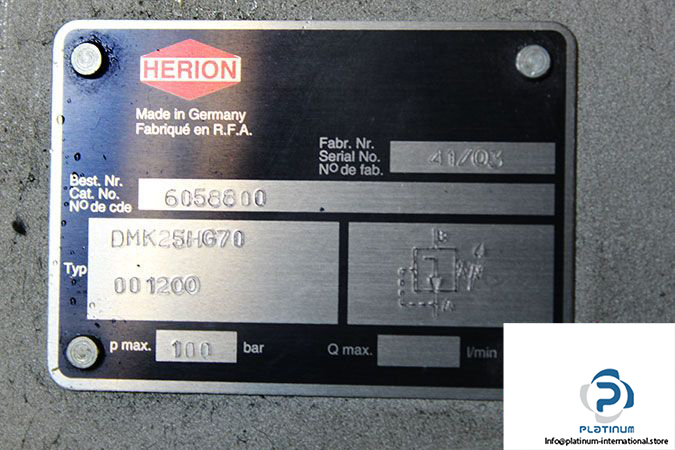 HERION
Made in Germany
Fabriqué en R.F.A.
Fabr. Nr.
Serial No.
Nº de fab.
41/03
Best. Nr.
Cat. No.
Nº de cde
6058800
Typ
DMK25HG70
001200
B
A
p max.
100
bar
Q max.
l/min
PLATINUM
Info@platinum-international.store